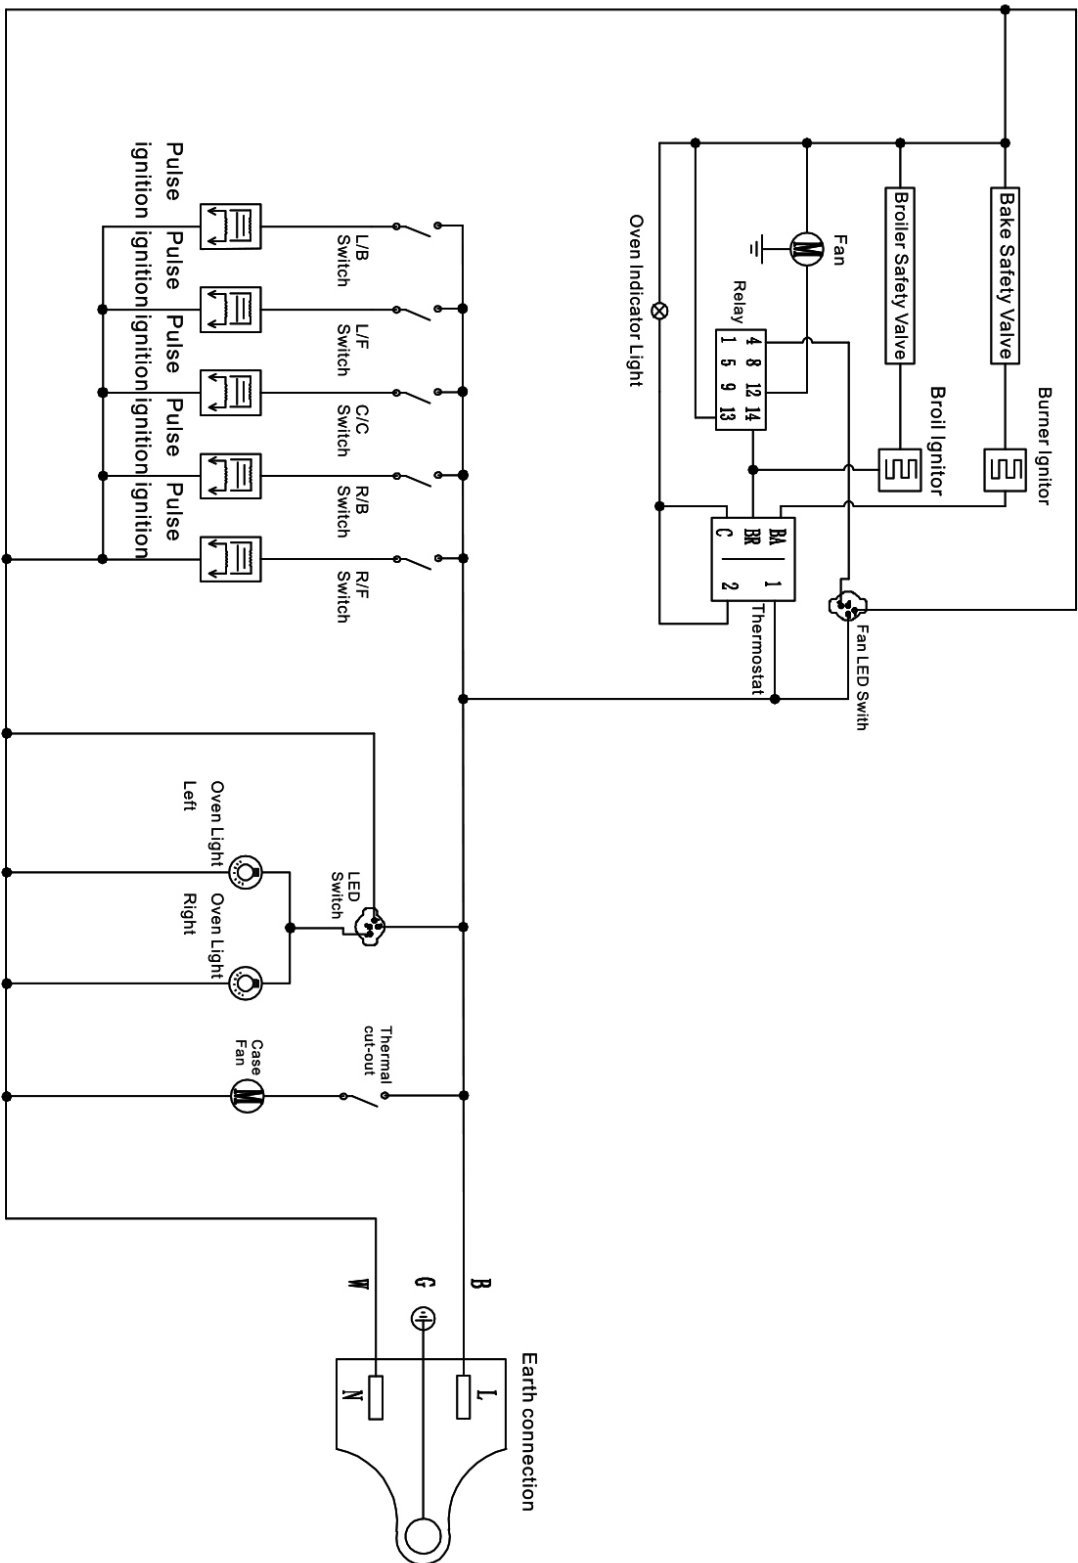 Burner Ignitor
Bake Safety Valve
Broil Ignitor
Broiler Safety Valve
Fan LED Swith
Fan
M
Relay
4 8 12 14
1 5 9 13
BA
BR
C
1
2
Thermostat
Oven Indicator Light
Earth connection
B
L
G
W
N
L/B
Switch
L/F
Switch
C/C
Switch
R/B
Switch
R/F
Switch
LED
Switch
Thermal
cut-out
Pulse
ignition
Pulse
ignition
Pulse
ignition
Pulse
ignition
Pulse
ignition
Oven Light
Left
Oven Light
Right
Case
Fan
M